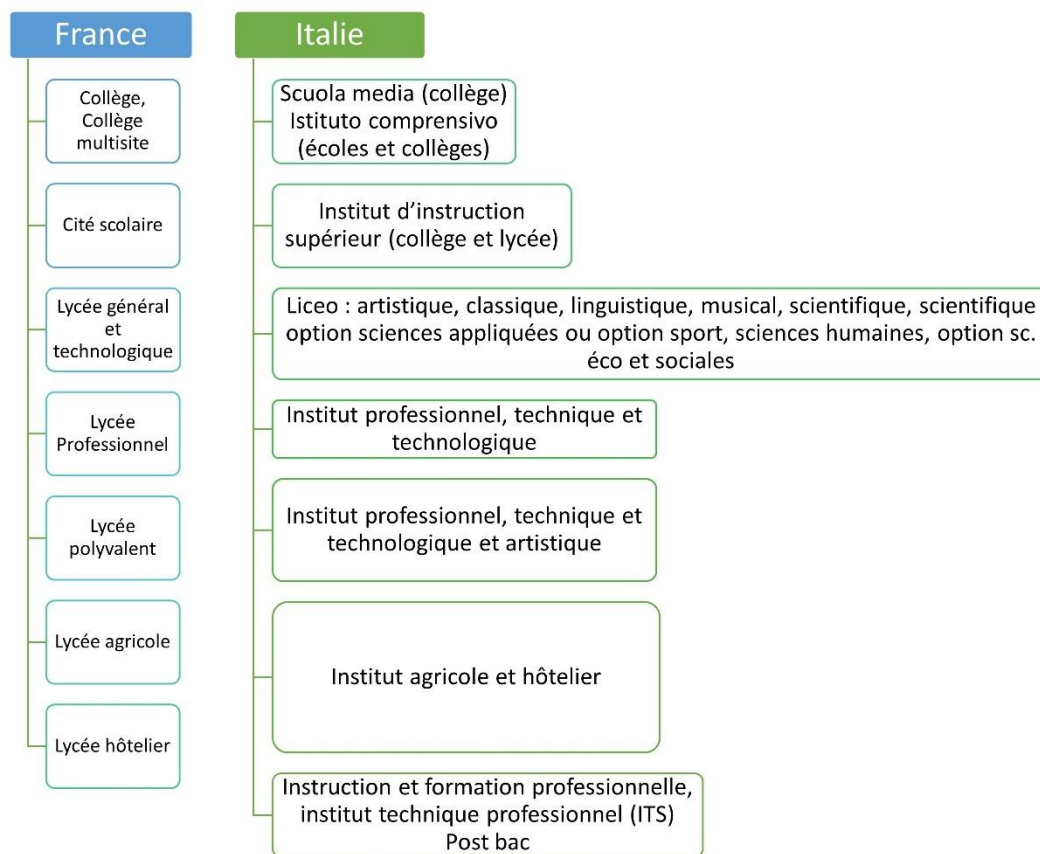 France
Collège,
Collège
multisite
Cité scolaire
Lycée général
et
technologique
Lycée
Professionnel
Lycée
polyvalent
Lycée agricole
Lycée hôtelier
Italie
Scuola media (collège)
Istituto comprensivo
(écoles et collèges)
Institut d’instruction
supérieur (collège et lycée)
Liceo : artistique, classique, linguistique, musical, scientifique, scientifique
option sciences appliquées ou option sport, sciences humaines, option sc.
éco et sociales
Institut professionnel, technique et
technologique
Institut professionnel, technique et
technologique et artistique
Institut agricole et hôtelier
Instruction et formation professionnelle,
institut technique professionnel (ITS)
Post bac